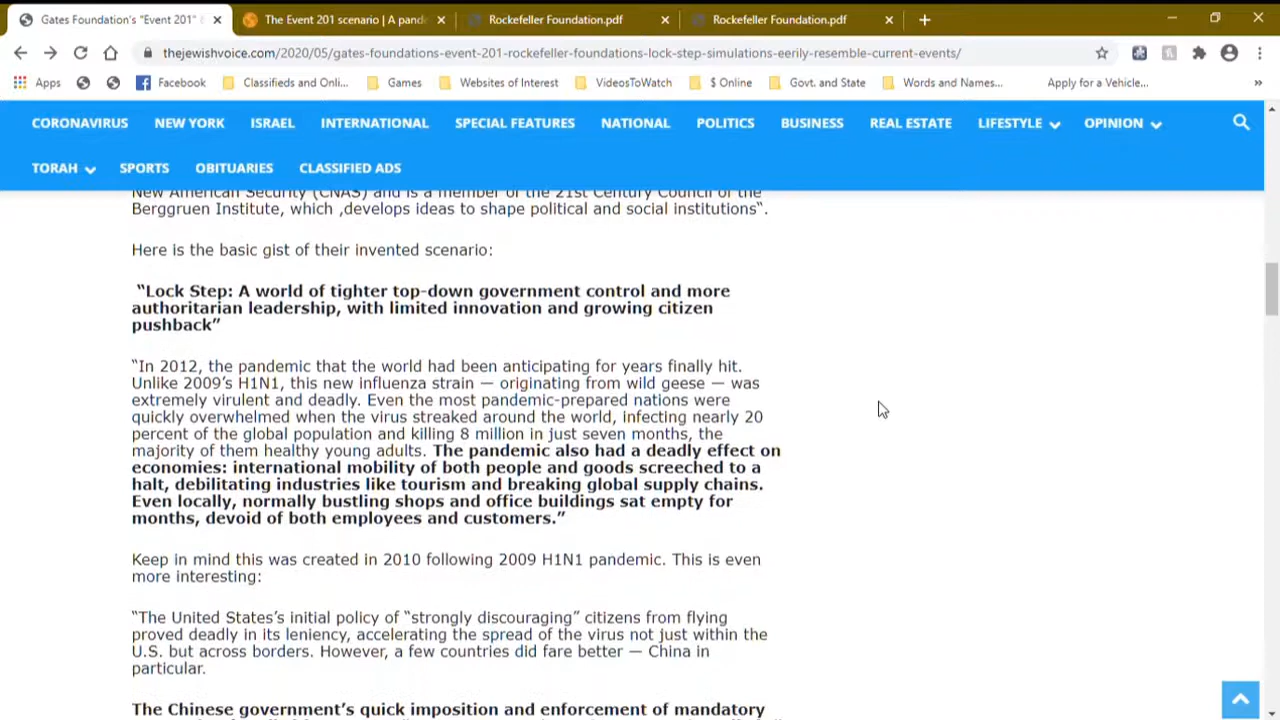 Gates Foundation's "Event 201"
The Event 201 scenario | A pand
Rockefeller Foundation.pdf
Rockefeller Foundation.pdf
thejewishvoice.com/2020/05/gates-foundations-event-201-rockefeller-foundations-lock-step-simulations-eerily-resemble-current-events/
Apps
Facebook
Classifieds and Onli...
Games
Websites of Interest
VideosToWatch
$ Online
Govt. and State
Words and Names...
Apply for a Vehicle...
»
CORONAVIRUS NEW YORK ISRAEL INTERNATIONAL SPECIAL FEATURES NATIONAL POLITICS BUSINESS REAL ESTATE LIFESTYLE OPINION
TORAH SPORTS OBITUARIES CLASSIFIED ADS
New American Security (CNAS) and is a member of the 21st Century Council of the
Berggruen Institute, which ‚develops ideas to shape political and social institutions“.
Here is the basic gist of their invented scenario:
“Lock Step: A world of tighter top-down government control and more
authoritarian leadership, with limited innovation and growing citizen
pushback”
“In 2012, the pandemic that the world had been anticipating for years finally hit.
Unlike 2009’s H1N1, this new influenza strain — originating from wild geese — was
extremely virulent and deadly. Even the most pandemic-prepared nations were
quickly overwhelmed when the virus streaked around the world, infecting nearly 20
percent of the global population and killing 8 million in just seven months, the
majority of them healthy young adults. The pandemic also had a deadly effect on
economies: international mobility of both people and goods screeched to a
halt, debilitating industries like tourism and breaking global supply chains.
Even locally, normally bustling shops and office buildings sat empty for
months, devoid of both employees and customers.”
Keep in mind this was created in 2010 following 2009 H1N1 pandemic. This is even
more interesting:
“The United States’s initial policy of “strongly discouraging” citizens from flying
proved deadly in its leniency, accelerating the spread of the virus not just within the
U.S. but across borders. However, a few countries did fare better — China in
particular.
The Chinese government’s quick imposition and enforcement of mandatory